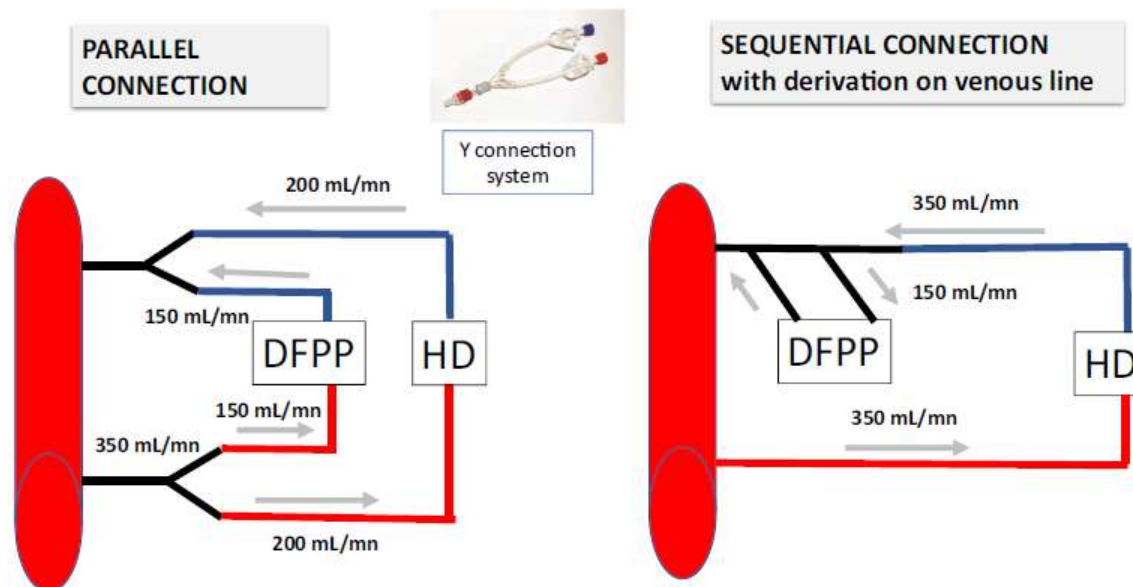 PARALLEL
CONNECTION
Y connection
system
SEQUENTIAL CONNECTION
with derivation on venous line
200 mL/mn
150 mL/mn
DFPP
HD
150 mL/mn
350 mL/mn
200 mL/mn
350 mL/mn
150 mL/mn
DFPP
HD
350 mL/mn